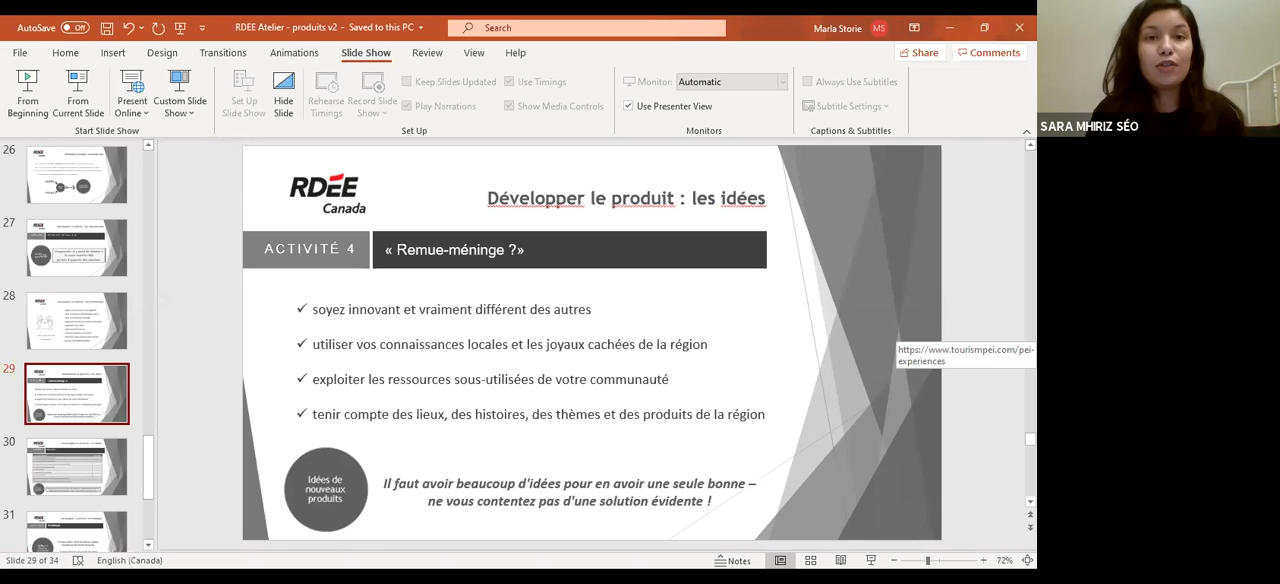 AutoSave Off RDEE Atelier - produits v2 - Saved to this PC Search Marla Storie MS
File Home Insert Design Transitions Animations Slide Show Review View Help Share Comments
From Beginning
From Current Slide
Present Online
Custom Slide Show
Start Slide Show
Set Up Slide Show
Hide Slide
Rehearse Timings
Record Slide Show
Keep Slides Updated
Play Narrations
Use Timings
Show Media Controls
Set Up
Monitor: Automatic
Use Presenter View
Monitors
Always Use Subtitles
Subtitle Settings
Captions & Subtitles
SARA MHIRIZ SÉO
26
27
28
29
30
31
RDÉE
Canada
Développer le produit : les idées
ACTIVITÉ 4
« Remue-méninge ?»
✓ soyez innovant et vraiment différent des autres
✓ utiliser vos connaissances locales et les joyaux cachées de la région
✓ exploiter les ressources sous-utilisées de votre communauté
✓ tenir compte des lieux, des histoires, des thèmes et des produits de la région
Idées de
nouveaux
produits
Il faut avoir beaucoup d'idées pour en avoir une seule bonne –
ne vous contentez pas d'une solution évidente !
https://www.tourismpei.com/pei-
experiences
Slide 29 of 34 English (Canada) Notes 72%